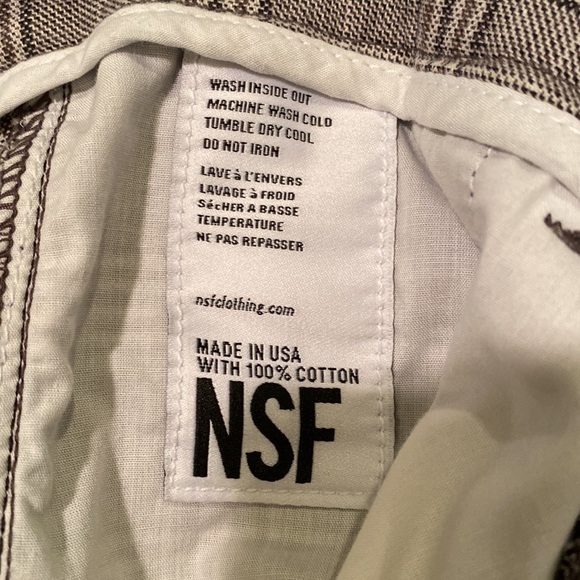 WASH INSIDE OUT
MACHINE WASH COLD
TUMBLE DRY COOL
DO NOT IRON
LAVE à L'ENVERS
LAVAGE à FROID
SéCHER A BASSE
TEMPERATURE
NE PAS REPASSER
nsfclothing.com
MADE IN USA
WITH 100% COTTON
NSF